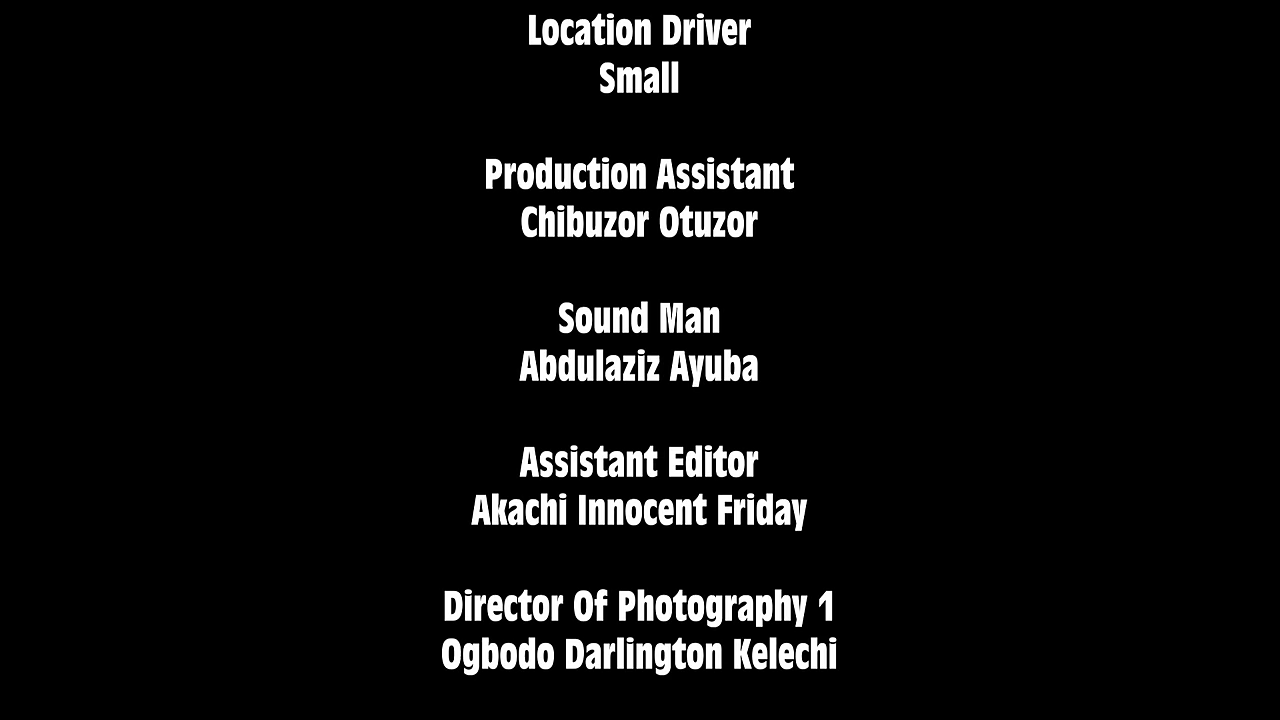 Location Driver
Small
Production Assistant
Chibuzor Otuzor
Sound Man
Abdulaziz Ayuba
Assistant Editor
Akachi Innocent Friday
Director Of Photography 1
Ogbodo Darlington Kelechi